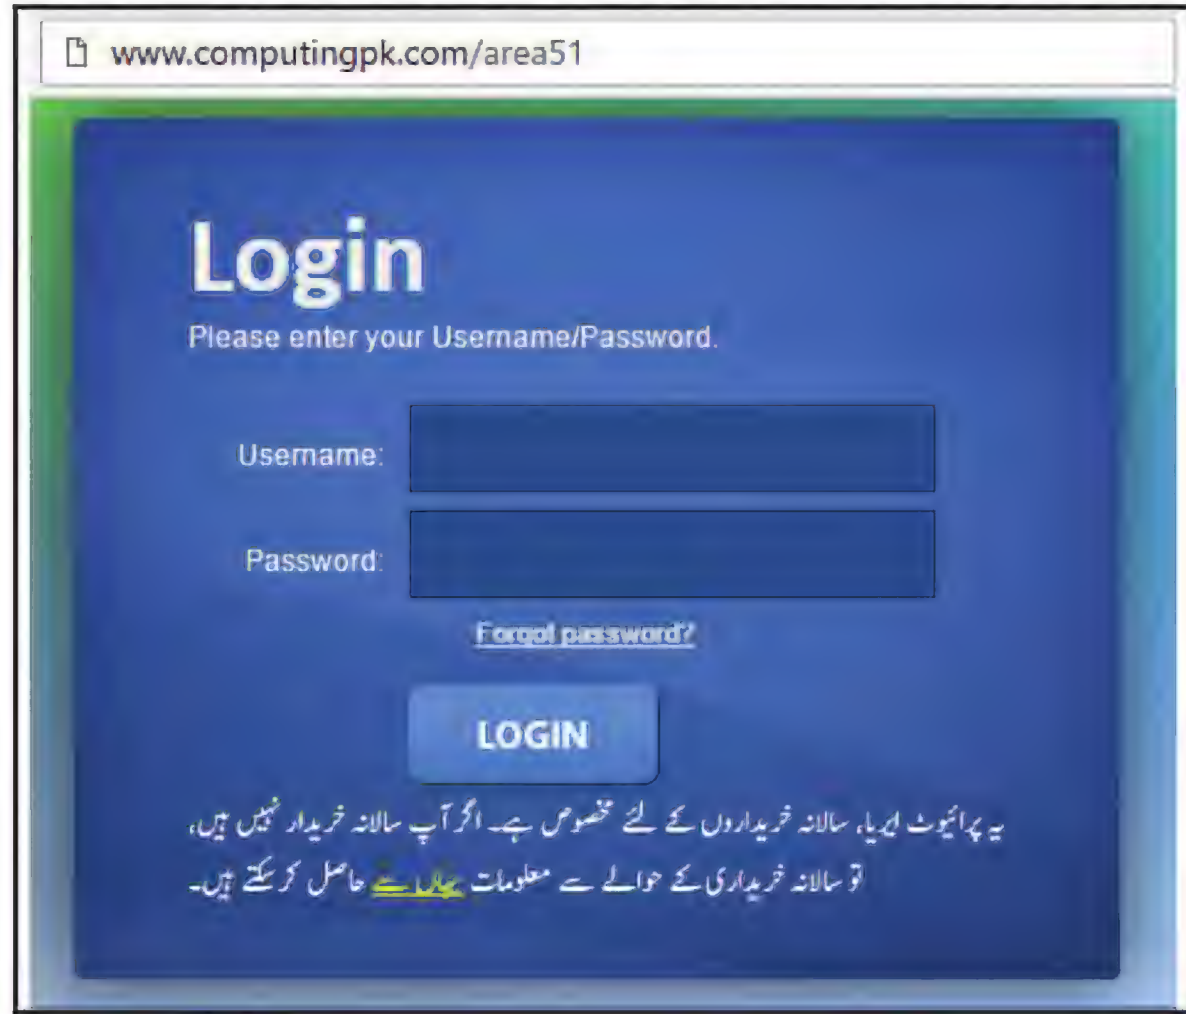 www.computingpk.com/area51
Login
Please enter your Username/Password.
Username:
Password:
Forgot password?
LOGIN
یہ پرائیوٹ ایریا، سالانہ خریداروں کے لئے مخصوص ہے۔ اگر آپ سالانہ خریدار نہیں ہیں،
تو سالانہ خریداری کے حوالے سے معلومات یہاں سے حاصل کرسکتے ہیں۔